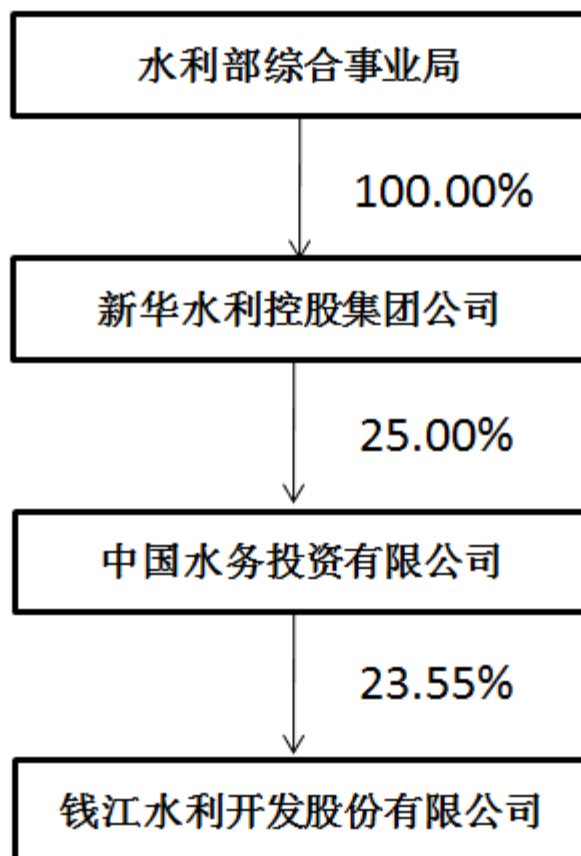 水利部综合事业局
100.00%
新华水利控股集团公司
25.00%
中国水务投资有限公司
23.55%
钱江水利开发股份有限公司